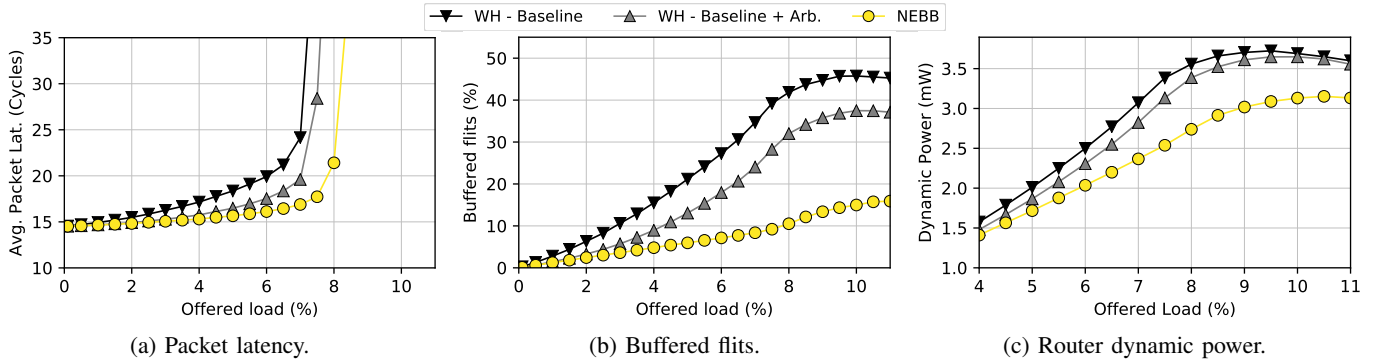 WH - Baseline WH - Baseline + Arb. NEBB
Avg. Packet Lat. (Cycles)
35
30
25
20
15
10
0 2 4 6 8 10
Offered load (%)
(a) Packet latency.
Buffered flits (%)
50
40
30
20
10
0
0 2 4 6 8 10
Offered load (%)
(b) Buffered flits.
Dynamic Power (mW)
3.5
3.0
2.5
2.0
1.5
1.0
4 5 6 7 8 9 10 11
Offered Load (%)
(c) Router dynamic power.